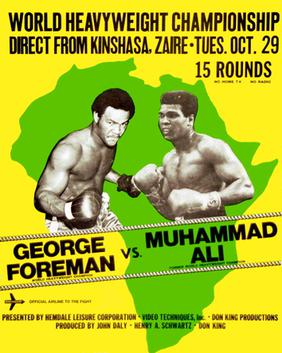 WORLD HEAVYWEIGHT CHAMPIONSHIP
DIRECT FROM KINSHASA, ZAIRE • TUES. OCT. 29
15 ROUNDS
NO HOME TV NO RADIO
GEORGE
FOREMAN
VS.
MUHAMMAD
ALI
OFFICIAL AIRLINE TO THE FIGHT
PRESENTED BY HEMDALE LEISURE CORPORATION • VIDEO TECHNIQUES, INC. • DON KING PRODUCTIONS
PRODUCED BY JOHN DALY • HENRY A. SCHWARTZ • DON KING